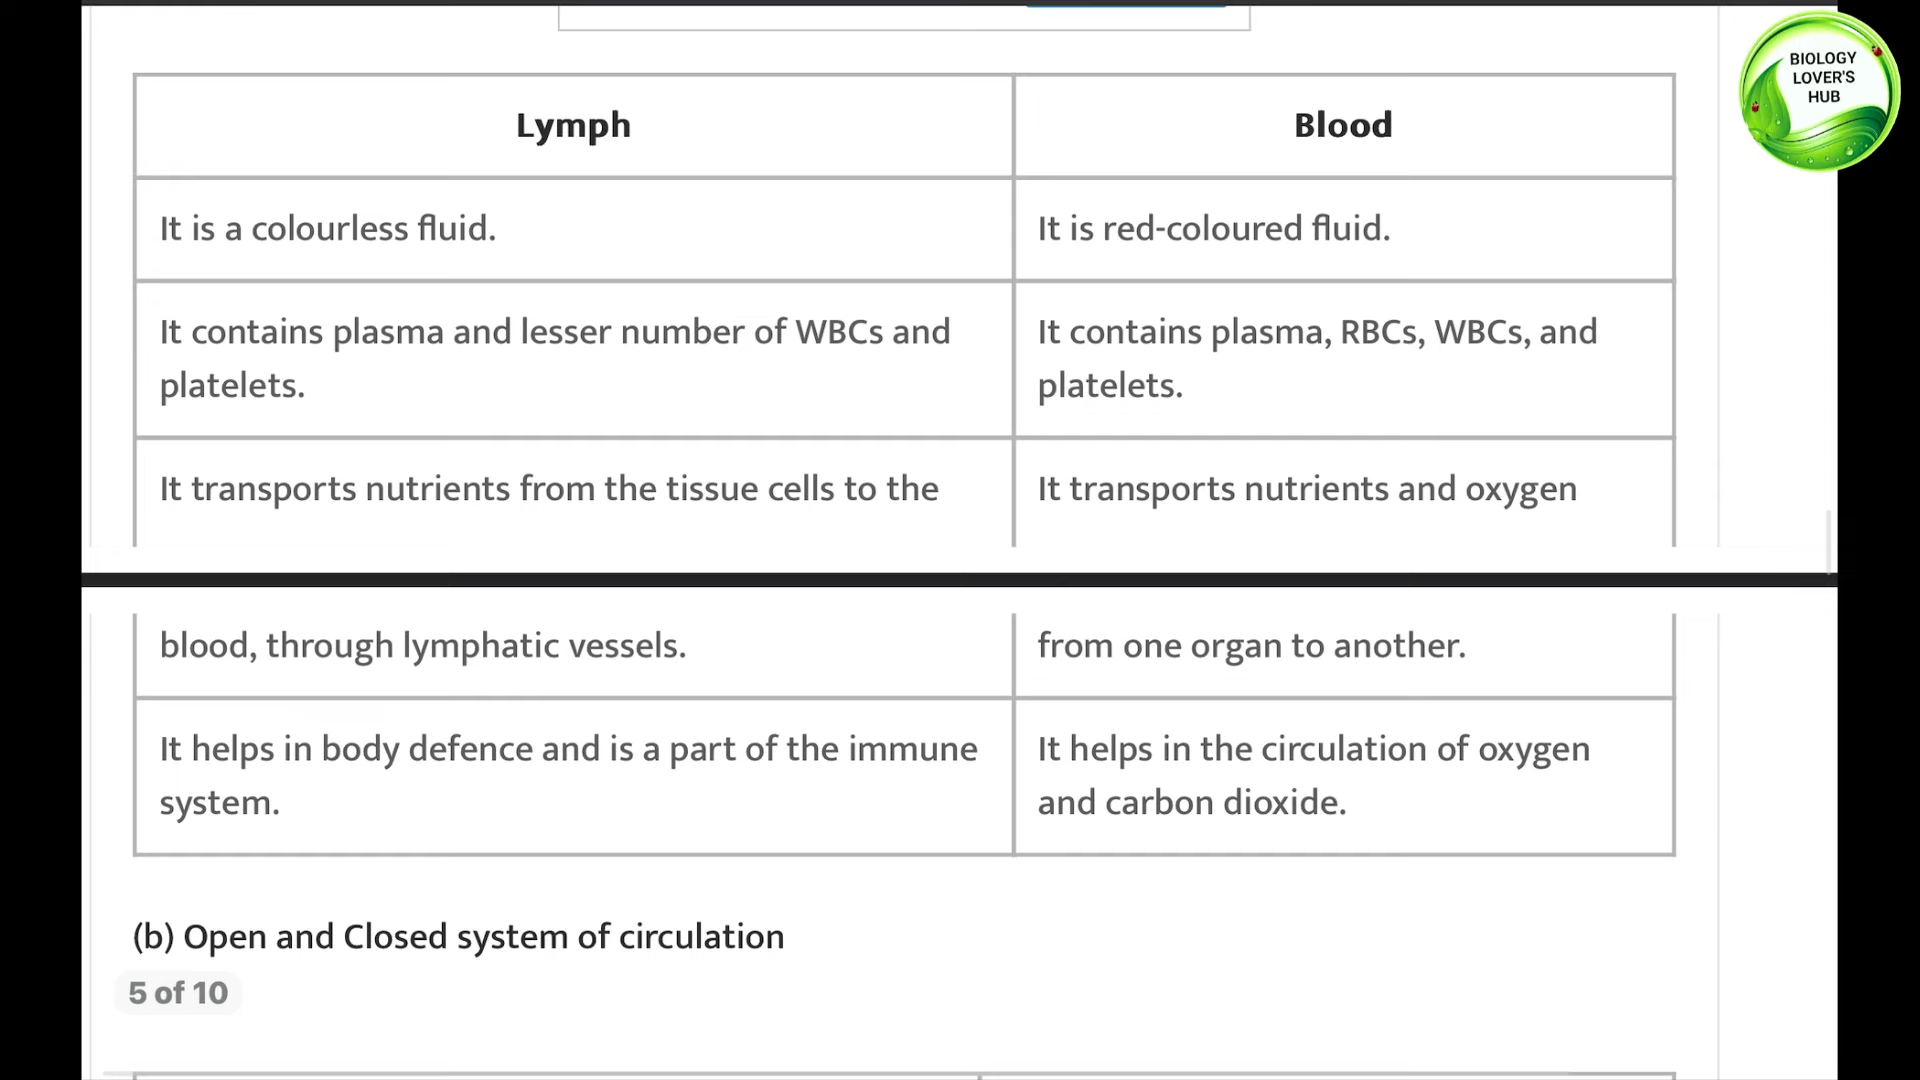 BIOLOGY
LOVER'S
HUB
Lymph
Blood
It is a colourless fluid.
It is red-coloured fluid.
It contains plasma and lesser number of WBCs and
platelets.
It contains plasma, RBCs, WBCs, and
platelets.
It transports nutrients from the tissue cells to the
It transports nutrients and oxygen
blood, through lymphatic vessels.
from one organ to another.
It helps in body defence and is a part of the immune
system.
It helps in the circulation of oxygen
and carbon dioxide.
(b) Open and Closed system of circulation
5 of 10